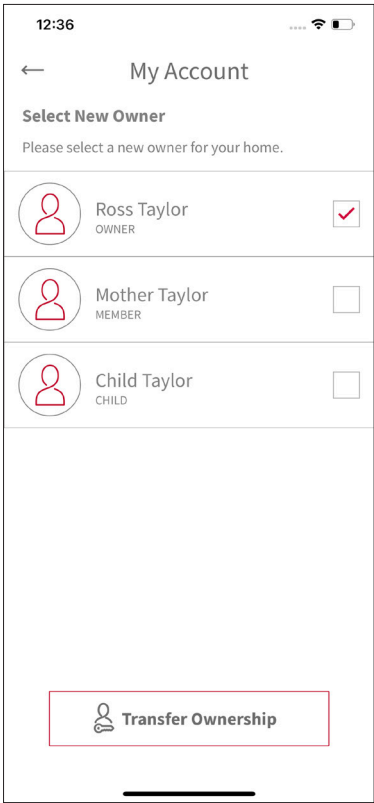 12:36
My Account
Select New Owner
Please select a new owner for your home.
Ross Taylor
OWNER
Mother Taylor
MEMBER
Child Taylor
CHILD
Transfer Ownership